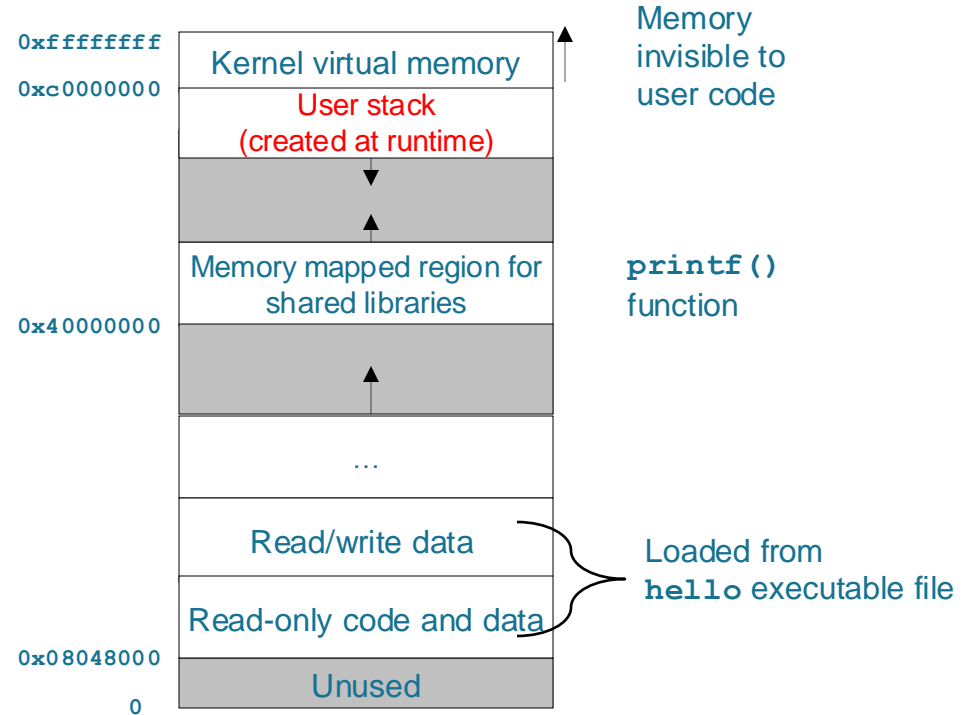 0xffffffff
Kernel virtual memory
Memory
invisible to
user code
0xc0000000
User stack
(created at runtime)
Memory mapped region for
shared libraries
printf()
function
0x40000000
...
Read/write data
Loaded from
hello executable file
Read-only code and data
0x08048000
Unused
0